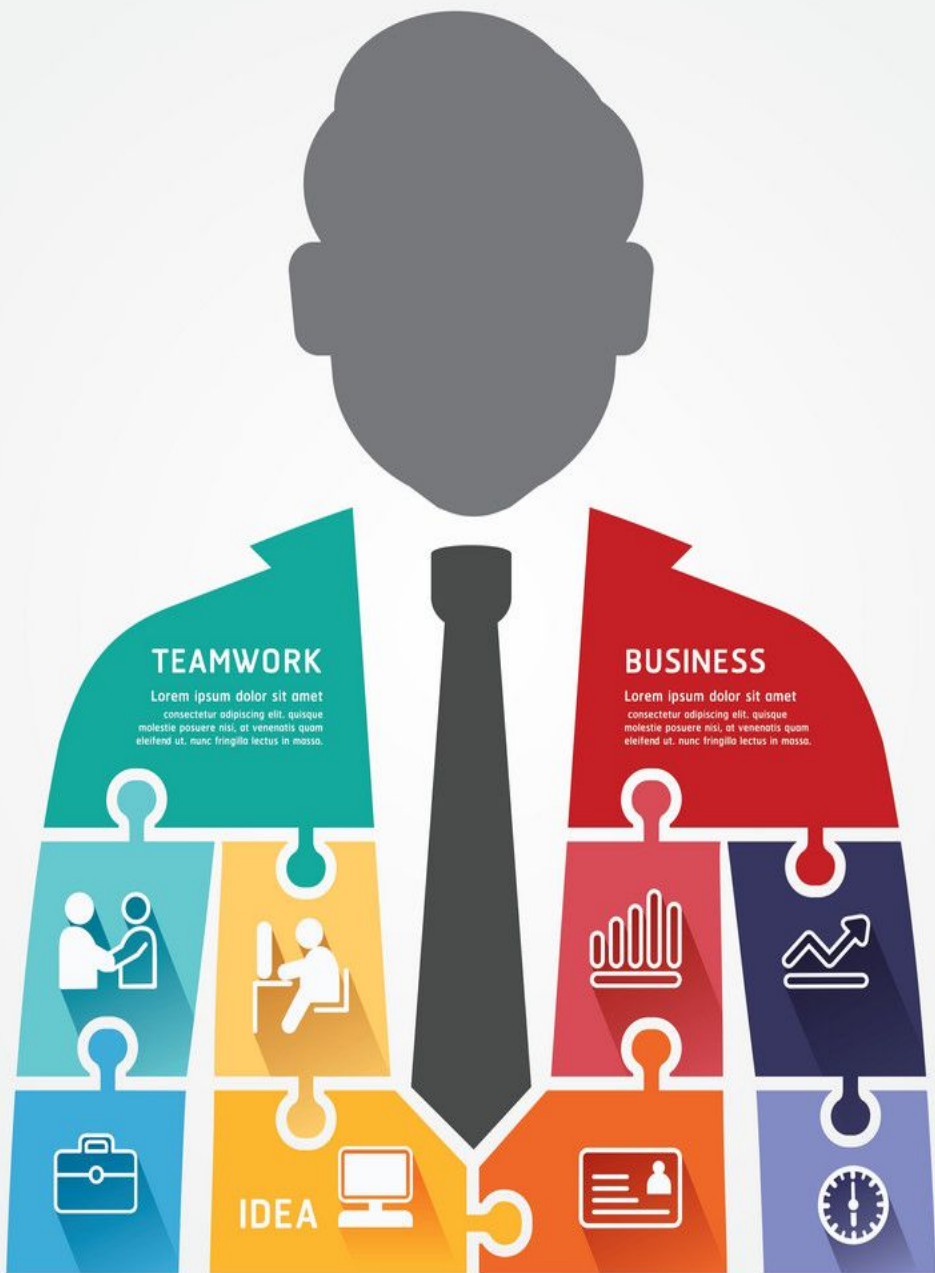 TEAMWORK
Lorem ipsum dolor sit amet
consectetur adipiscing elit. quisque
molestie posuere nisi, at venenatis quam
eleifend ut. nunc fringilla lectus in massa.
BUSINESS
Lorem ipsum dolor sit amet
consectetur adipiscing elit. quisque
molestie posuere nisi, at venenatis quam
eleifend ut. nunc fringilla lectus in massa.
IDEA